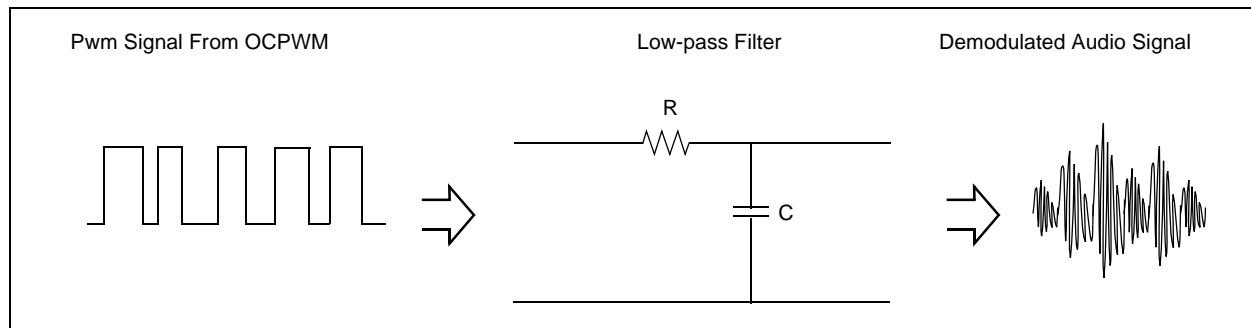 Pwm Signal From OCPWM
Low-pass Filter
Demodulated Audio Signal
R
C